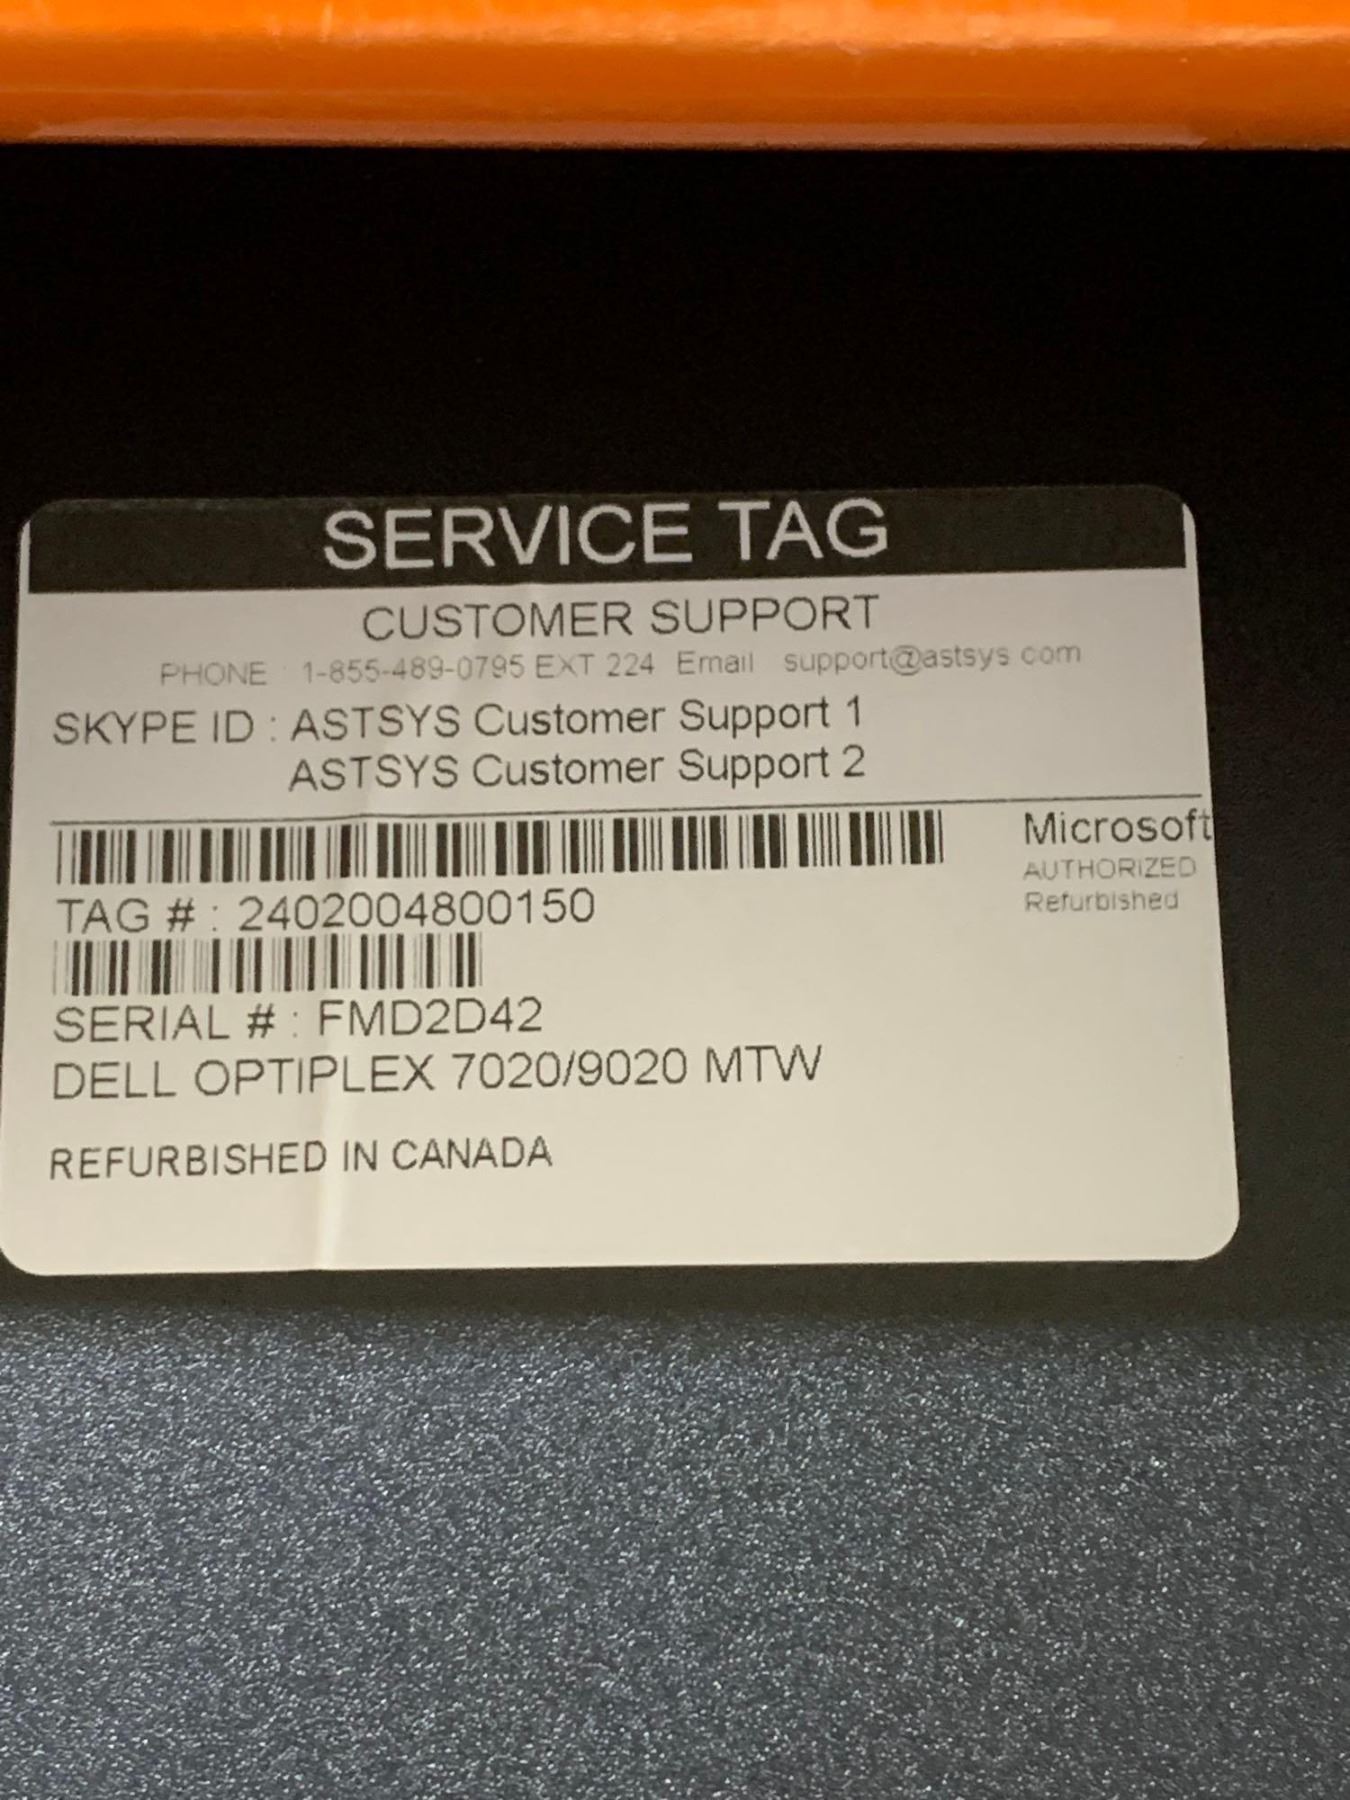 SERVICE TAG
CUSTOMER SUPPORT
PHONE : 1-855-489-0795 EXT 224 Email support@astsys com
SKYPE ID : ASTSYS Customer Support 1
ASTSYS Customer Support 2
Microsoft
AUTHORIZED
Refurbished
TAG # : 2402004800150
SERIAL # : FMD2D42
DELL OPTIPLEX 7020/9020 MTW
REFURBISHED IN CANADA